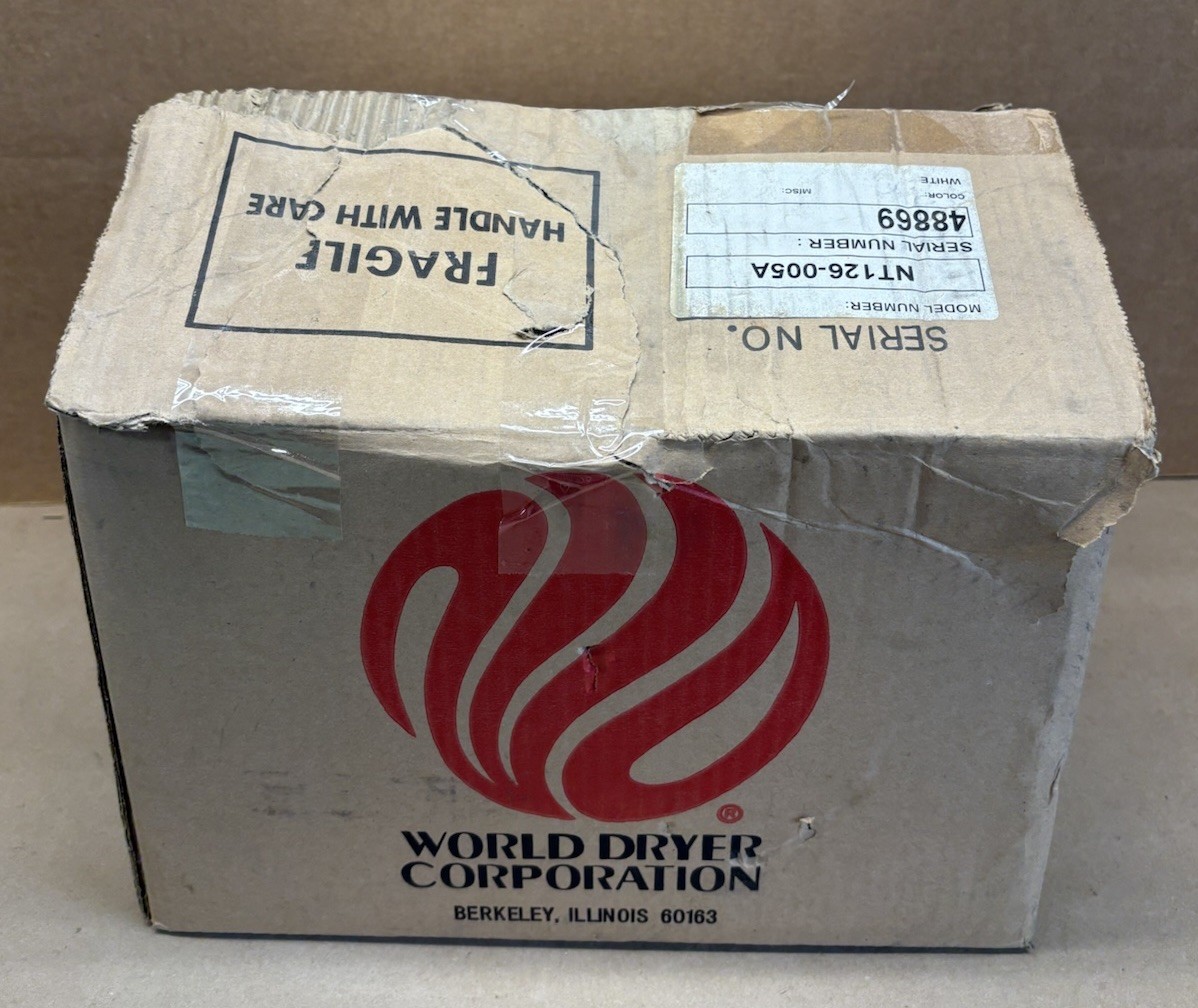 FRAGILE
HANDLE WITH CARE
SERIAL NO.
MODEL NUMBER:
NT126-005A
SERIAL NUMBER :
48869
COLOR: MISC:
WHITE
®
WORLD DRYER
CORPORATION
BERKELEY, ILLINOIS 60163